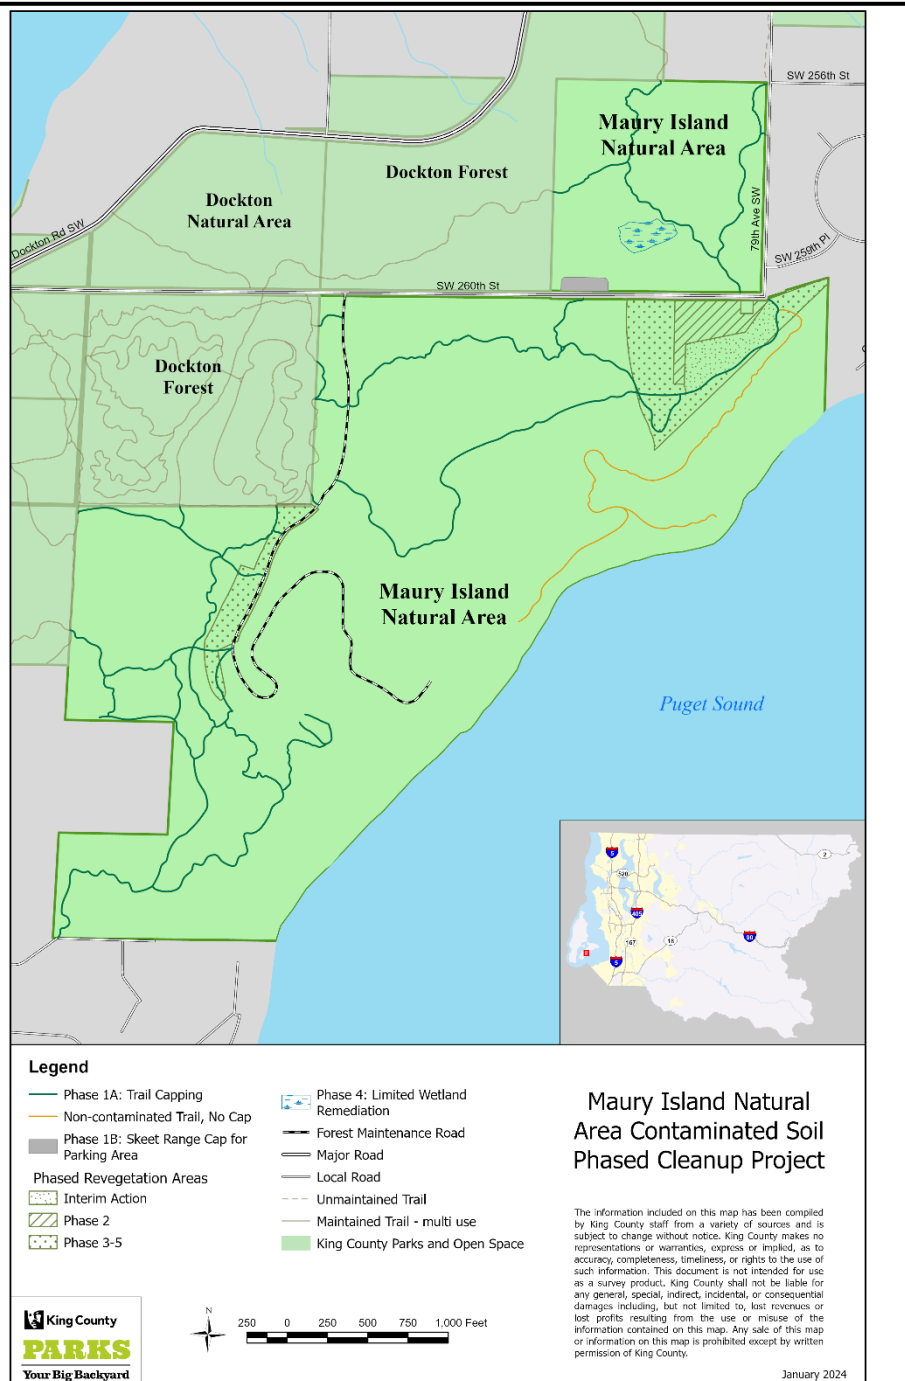 SW 256th St
Maury Island
Natural Area
Dockton Forest
Dockton
Natural Area
79th Ave SW
Dockton Rd SW
SW 259th Pl
SW 260th St
Dockton
Forest
Maury Island
Natural Area
Puget Sound
5
2
520
405
90
167
18
5
Legend
Phase 1A: Trail Capping
Non-contaminated Trail, No Cap
Phase 1B: Skeet Range Cap for
Parking Area
Phased Revegetation Areas
Interim Action
Phase 2
Phase 3-5
Phase 4: Limited Wetland
Remediation
Forest Maintenance Road
Major Road
Local Road
Unmaintained Trail
Maintained Trail - multi use
King County Parks and Open Space
Maury Island Natural
Area Contaminated Soil
Phased Cleanup Project
The information included on this map has been compiled
by King County staff from a variety of sources and is
subject to change without notice. King County makes no
representations or warranties, express or implied, as to
accuracy, completeness, timeliness, or rights to the use of
such information. This document is not intended for use
as a survey product. King County shall not be liable for
any general, special, indirect, incidental, or consequential
damages including, but not limited to, lost revenues or
lost profits resulting from the use or misuse of the
information contained on this map. Any sale of this map
or information on this map is prohibited except by written
permission of King County.
King County
PARKS
Your Big Backyard
N
250 0 250 500 750 1,000 Feet
January 2024